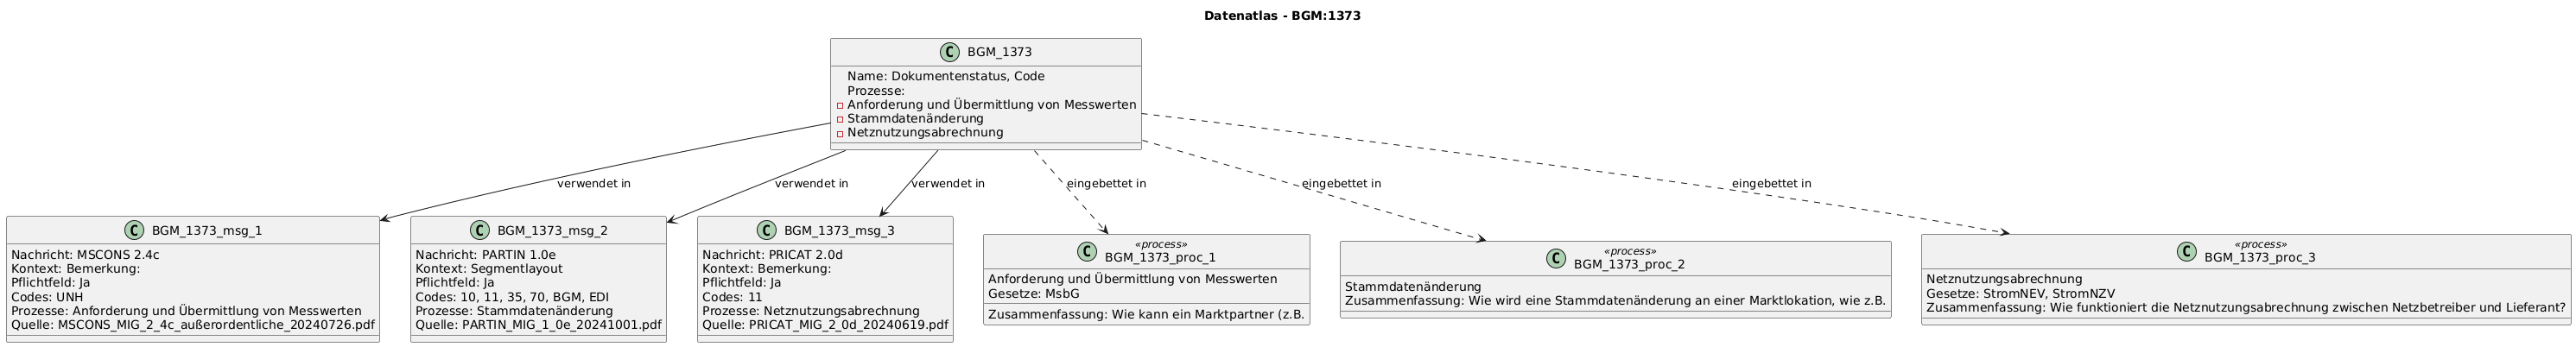 Datenatlas - BGM:1373
C BGM_1373
Name: Dokumentenstatus, Code
Prozesse:
Anforderung und Übermittlung von Messwerten
Stammdatenänderung
Netznutzungsabrechnung
verwendet in
verwendet in
verwendet in
eingebettet in
eingebettet in
eingebettet in
C BGM_1373_msg_1
Nachricht: MSCONS 2.4c
Kontext: Bemerkung:
Pflichtfeld: Ja
Codes: UNH
Prozesse: Anforderung und Übermittlung von Messwerten
Quelle: MSCONS_MIG_2_4c_außerordentliche_20240726.pdf
C BGM_1373_msg_2
Nachricht: PARTIN 1.0e
Kontext: Segmentlayout
Pflichtfeld: Ja
Codes: 10, 11, 35, 70, BGM, EDI
Prozesse: Stammdatenänderung
Quelle: PARTIN_MIG_1_0e_20241001.pdf
C BGM_1373_msg_3
Nachricht: PRICAT 2.0d
Kontext: Bemerkung:
Pflichtfeld: Ja
Codes: 11
Prozesse: Netznutzungsabrechnung
Quelle: PRICAT_MIG_2_0d_20240619.pdf
«process»
C BGM_1373_proc_1
Anforderung und Übermittlung von Messwerten
Gesetze: MsbG
Zusammenfassung: Wie kann ein Marktpartner (z.B.
«process»
C BGM_1373_proc_2
Stammdatenänderung
Zusammenfassung: Wie wird eine Stammdatenänderung an einer Marktlokation, wie z.B.
«process»
C BGM_1373_proc_3
Netznutzungsabrechnung
Gesetze: StromNEV, StromNZV
Zusammenfassung: Wie funktioniert die Netznutzungsabrechnung zwischen Netzbetreiber und Lieferant?